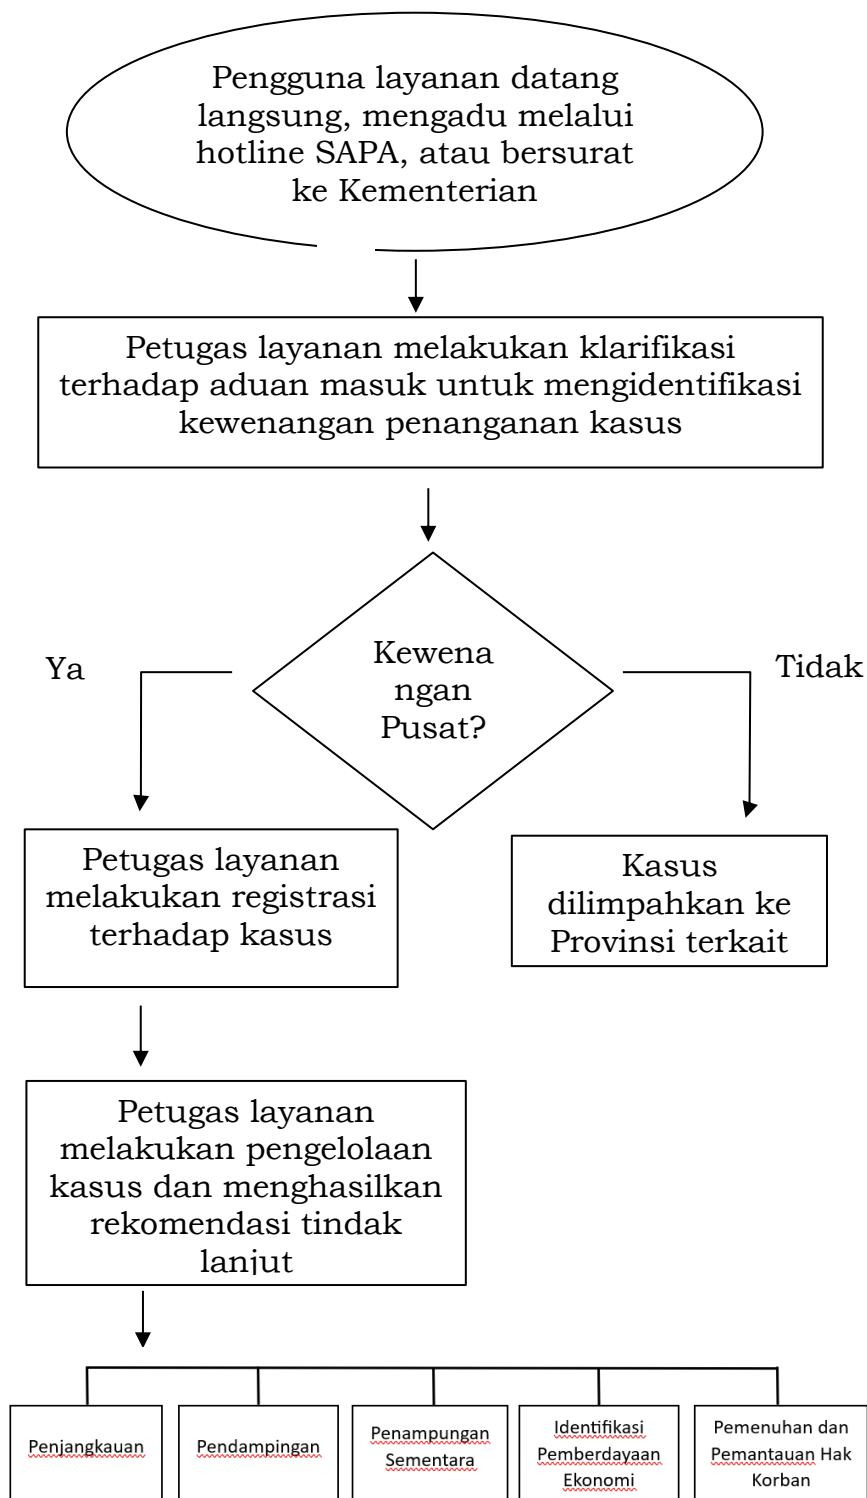 Pengguna layanan datang
langsung, mengadu melalui
hotline SAPA, atau bersurat
ke Kementerian
Petugas layanan melakukan klarifikasi
terhadap aduan masuk untuk mengidentifikasi
kewenangan penanganan kasus
Kewena
ngan
Pusat?
Ya
Tidak
Petugas layanan
melakukan registrasi
terhadap kasus
Kasus
dilimpahkan ke
Provinsi terkait
Petugas layanan
melakukan pengelolaan
kasus dan menghasilkan
rekomendasi tindak
lanjut
Penjangkauan
Pendampingan
Penampungan
Sementara
Identifikasi
Pemberdayaan
Ekonomi
Pemenuhan dan
Pemantauan Hak
Korban